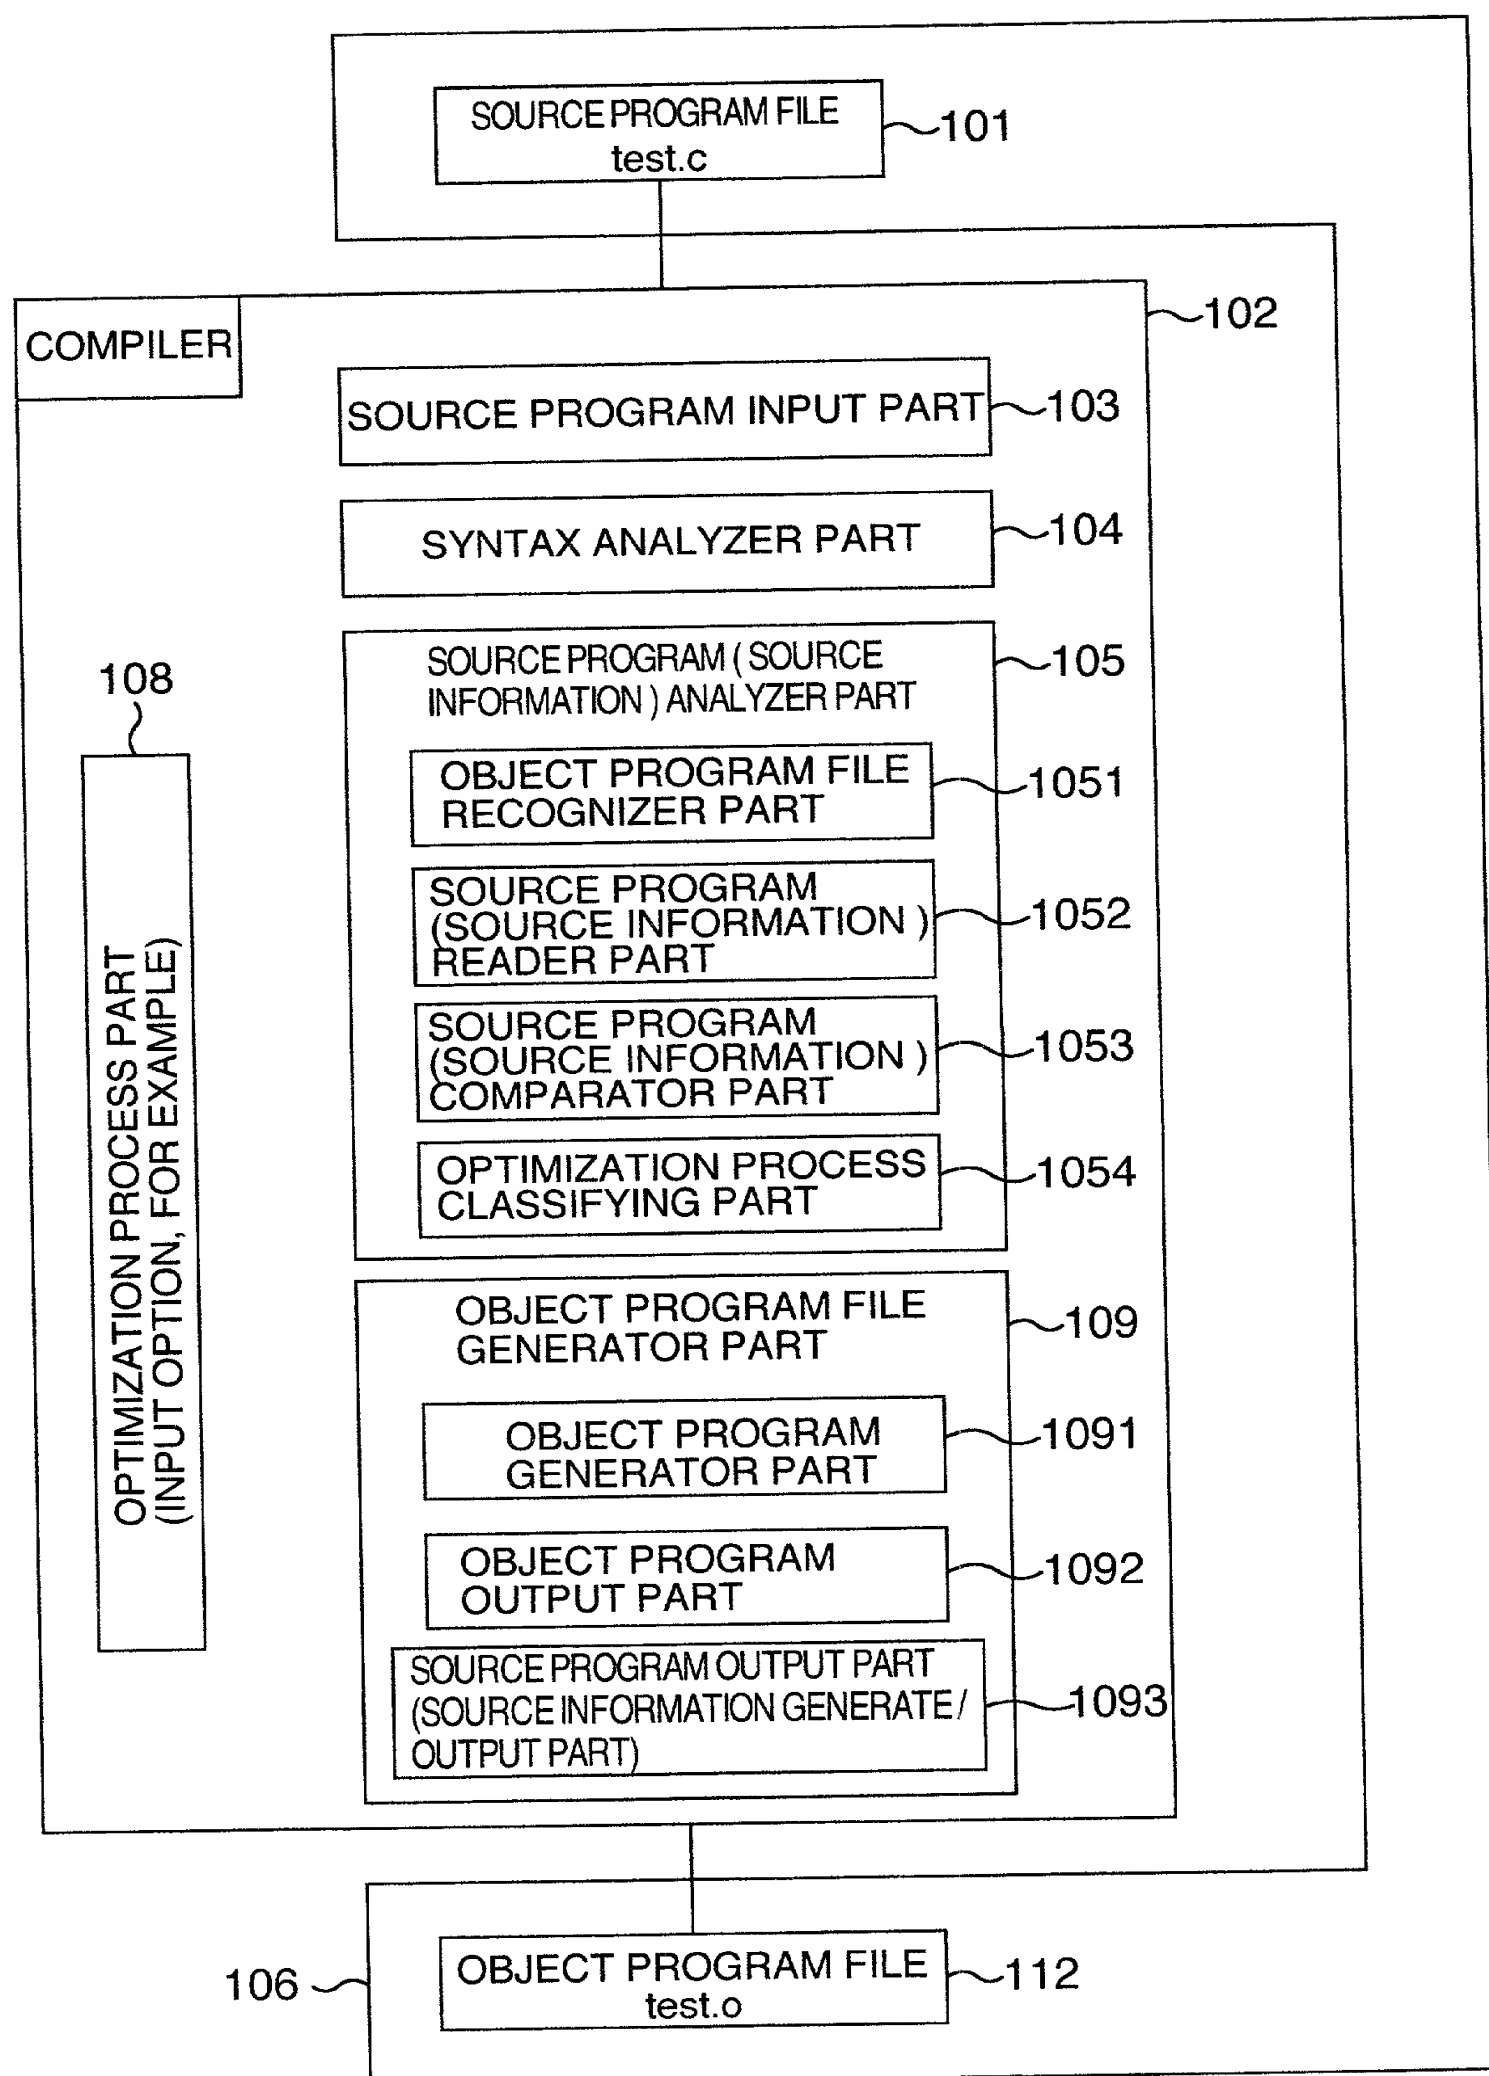 SOURCE PROGRAM FILE
test.c
101
COMPILER
102
SOURCE PROGRAM INPUT PART
103
SYNTAX ANALYZER PART
104
SOURCE PROGRAM ( SOURCE
INFORMATION ) ANALYZER PART
105
108
OPTIMIZATION PROCESS PART
(INPUT OPTION, FOR EXAMPLE)
OBJECT PROGRAM FILE
RECOGNIZER PART
1051
SOURCE PROGRAM
(SOURCE INFORMATION )
READER PART
1052
SOURCE PROGRAM
(SOURCE INFORMATION )
COMPARATOR PART
1053
OPTIMIZATION PROCESS
CLASSIFYING PART
1054
OBJECT PROGRAM FILE
GENERATOR PART
109
OBJECT PROGRAM
GENERATOR PART
1091
OBJECT PROGRAM
OUTPUT PART
1092
SOURCE PROGRAM OUTPUT PART
(SOURCE INFORMATION GENERATE /
OUTPUT PART)
1093
106
OBJECT PROGRAM FILE
test.o
112